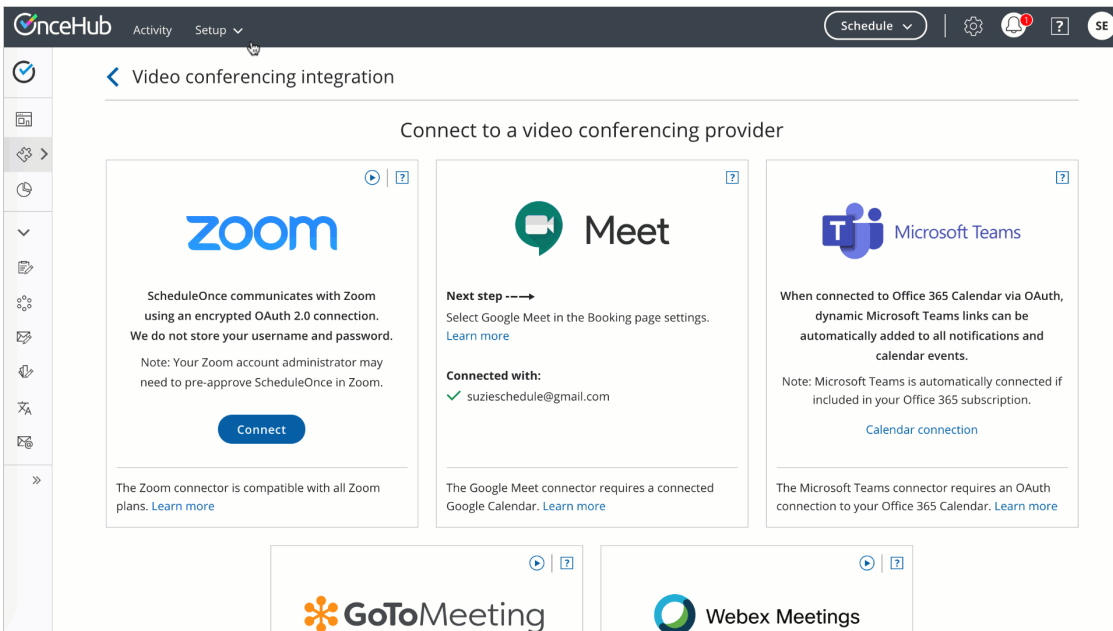 OnceHub Activity Setup Schedule 1 ? SE
Video conferencing integration
Connect to a video conferencing provider
?
zoom
ScheduleOnce communicates with Zoom
using an encrypted OAuth 2.0 connection.
We do not store your username and password.
Note: Your Zoom account administrator may
need to pre-approve ScheduleOnce in Zoom.
Connect
The Zoom connector is compatible with all Zoom
plans. Learn more
?
Meet
Next step
Select Google Meet in the Booking page settings.
Learn more
Connected with:
suzieschedule@gmail.com
The Google Meet connector requires a connected
Google Calendar. Learn more
?
T Microsoft Teams
When connected to Office 365 Calendar via OAuth,
dynamic Microsoft Teams links can be
automatically added to all notifications and
calendar events.
Note: Microsoft Teams is automatically connected if
included in your Office 365 subscription.
Calendar connection
The Microsoft Teams connector requires an OAuth
connection to your Office 365 Calendar. Learn more
?
GoToMeeting
?
Webex Meetings